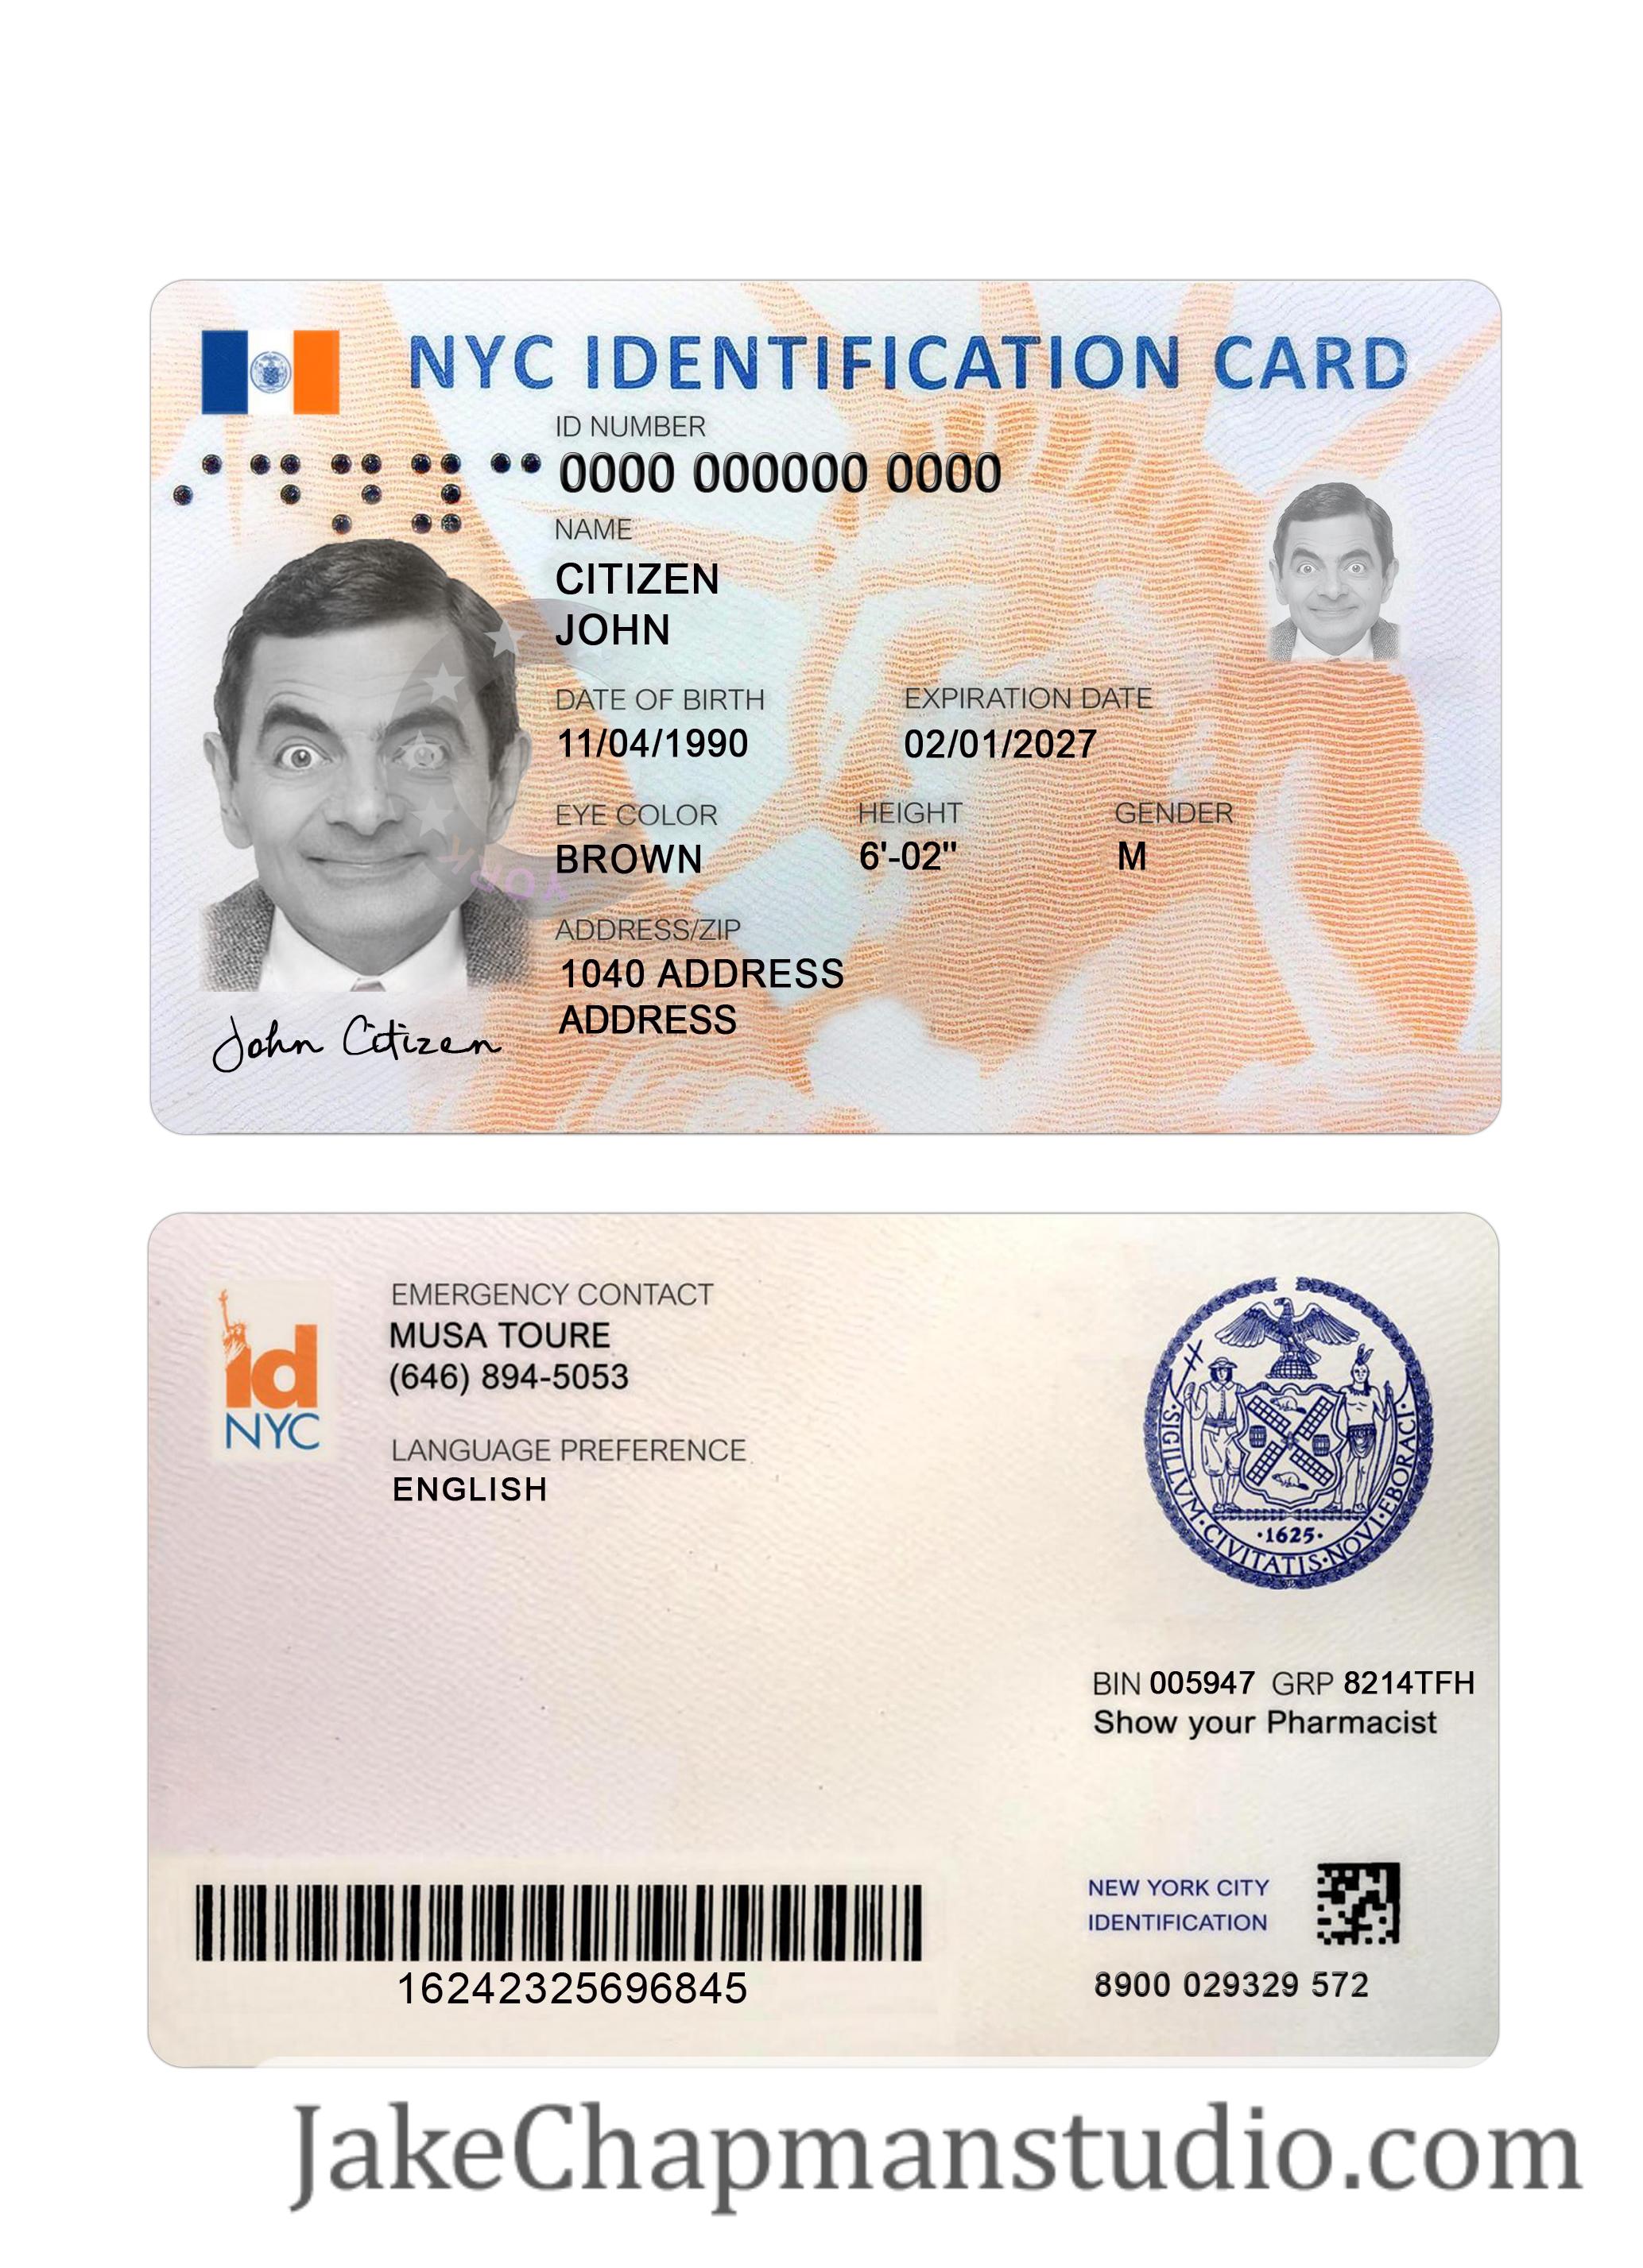 NYC IDENTIFICATION CARD
ID NUMBER
0000 000000 0000
NAME
CITIZEN
JOHN
DATE OF BIRTH
11/04/1990
EXPIRATION DATE
02/01/2027
EYE COLOR
BROWN
HEIGHT
6'-02"
GENDER
M
YORK
ADDRESS/ZIP
1040 ADDRESS
ADDRESS
John Citizen
id
NYC
EMERGENCY CONTACT
MUSA TOURE
(646) 894-5053
LANGUAGE PREFERENCE
ENGLISH
·SIGILLVM·CIVITATIS·NOVI·EBORACI·
·1625·
BIN 005947 GRP 8214TFH
Show your Pharmacist
16242325696845
NEW YORK CITY
IDENTIFICATION
8900 029329 572
JakeChapmanstudio.com